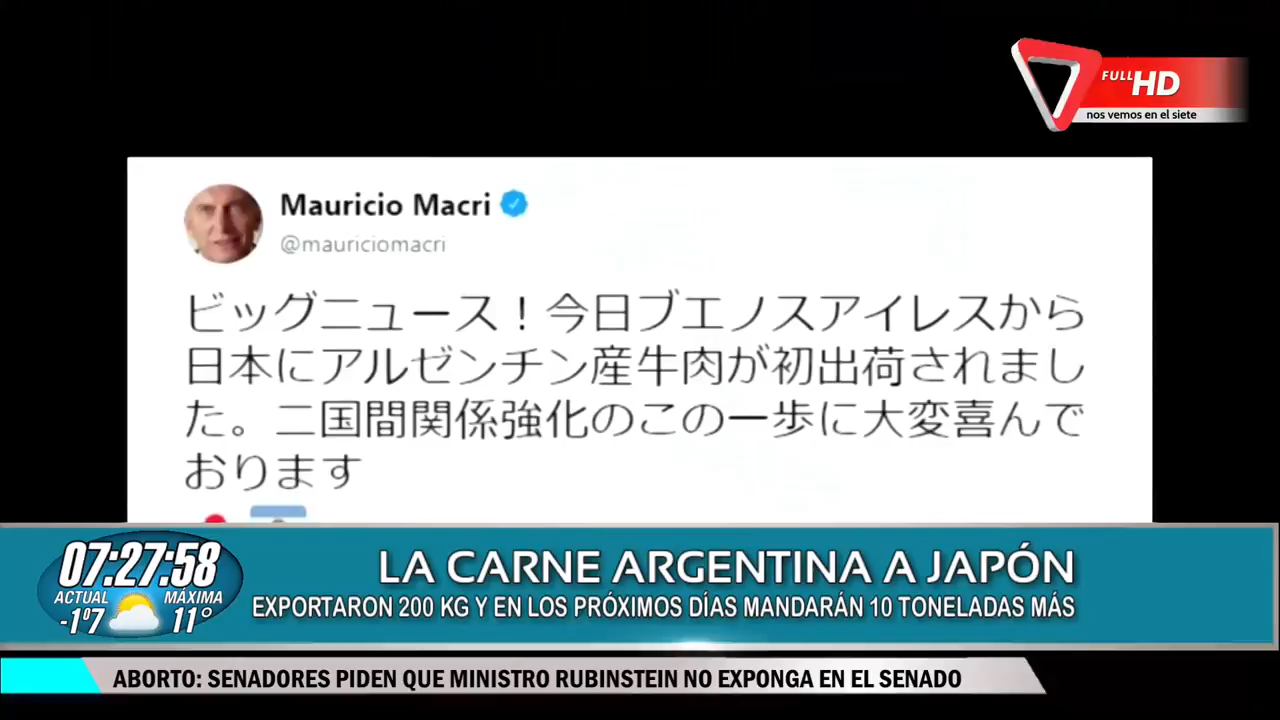 FULL HD
nos vemos en el siete
Mauricio Macri
@mauriciomacri
ビッグニュース！今日ブエノスアイレスから
日本にアルゼンチン産牛肉が初出荷されまし
た。二国間関係強化のこの一歩に大変喜んで
おります
07:27:58
ACTUAL MÁXIMA
-1º7 11°
LA CARNE ARGENTINA A JAPÓN
EXPORTARON 200 KG Y EN LOS PRÓXIMOS DÍAS MANDARÁN 10 TONELADAS MÁS
ABORTO: SENADORES PIDEN QUE MINISTRO RUBINSTEIN NO EXPONGA EN EL SENADO